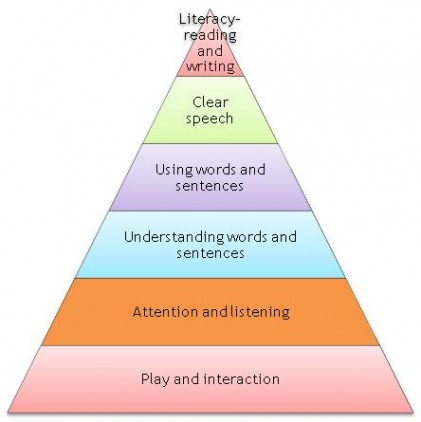 Literacy-
reading
and
writing
Clear
speech
Using words and
sentences
Understanding words and
sentences
Attention and listening
Play and interaction